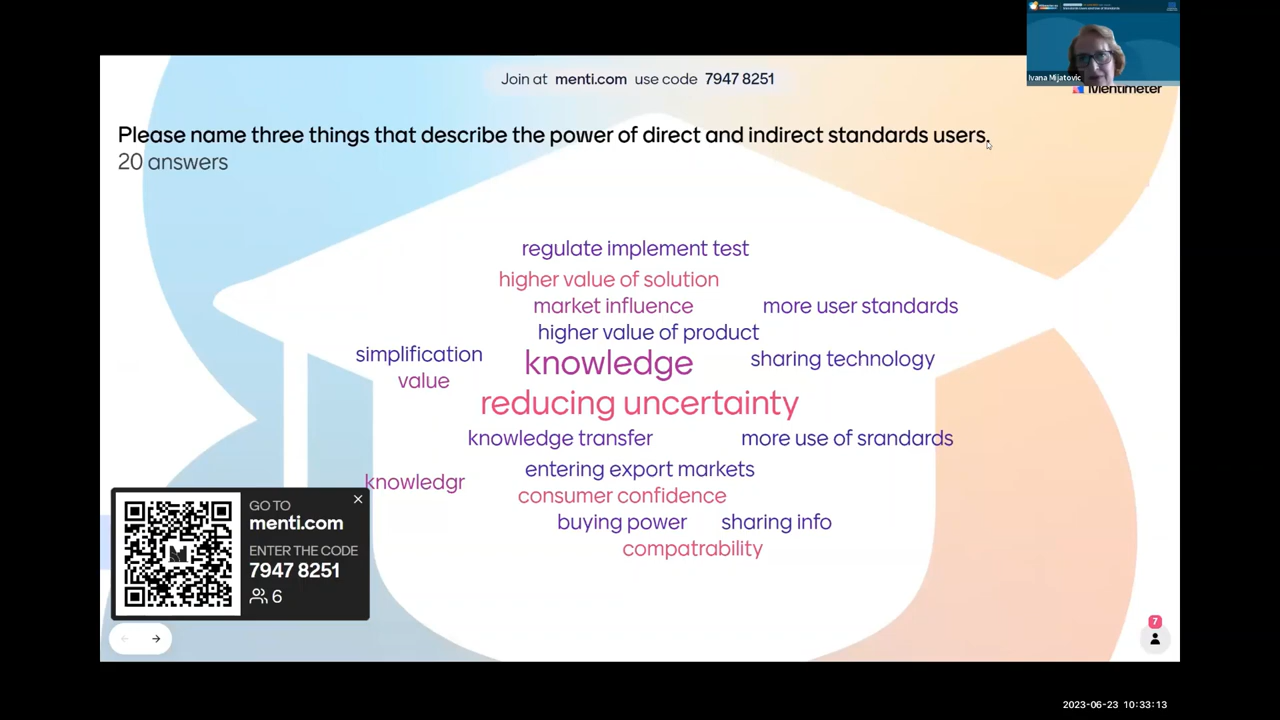 Join at menti.com use code 7947 8251
Ivana Mijatovic
Mentimeter
Please name three things that describe the power of direct and indirect standards users.
20 answers
regulate implement test
higher value of solution
market influence
more user standards
higher value of product
simplification
knowledge
sharing technology
value
reducing uncertainty
knowledge transfer
more use of srandards
entering export markets
knowledgr
consumer confidence
buying power
sharing info
compatrability
GO TO
menti.com
ENTER THE CODE
7947 8251
6
7
2023-06-23 10:33:13